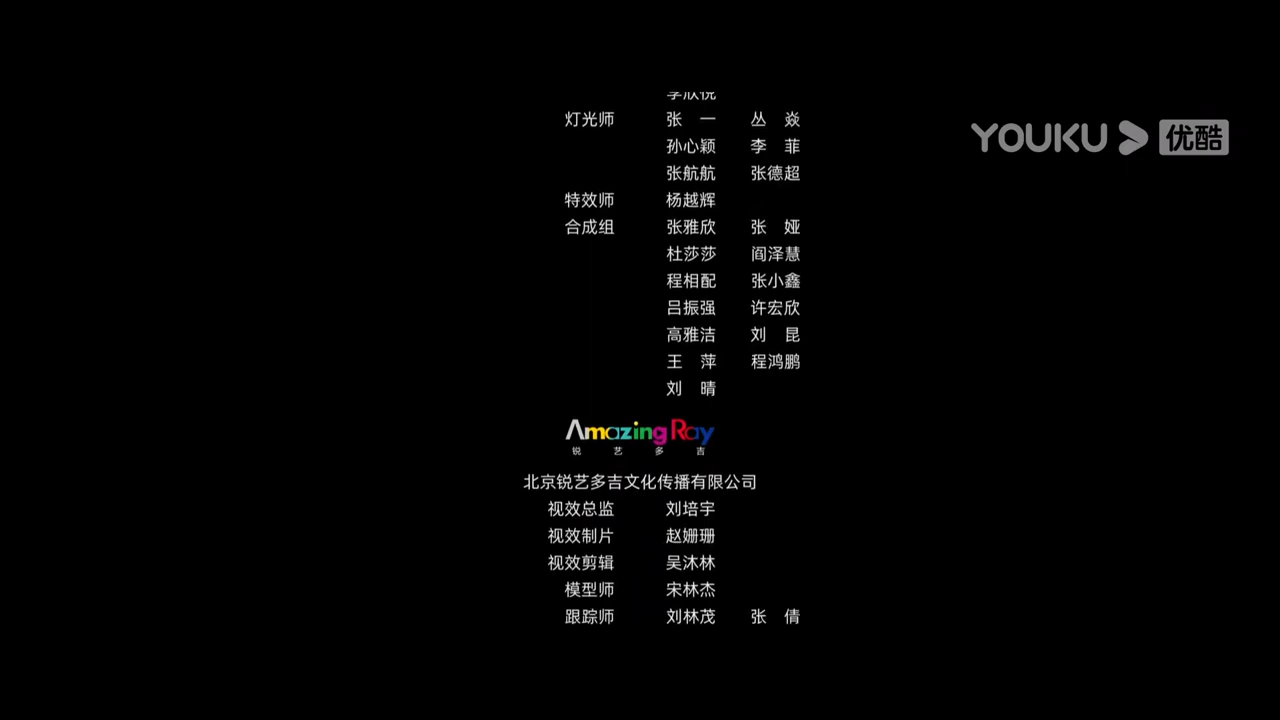 灯光师 张 一 丛 焱
孙心颖 李 菲
张航航 张德超
特效师 杨越辉
合成组 张雅欣 张 娅
杜莎莎 阎泽慧
程相配 张小鑫
吕振强 许宏欣
高雅洁 刘 昆
王 萍 程鸿鹏
刘 晴
Amazing Ray
锐艺多吉
北京锐艺多吉文化传播有限公司
视效总监 刘培宇
视效制片 赵姗珊
视效剪辑 吴沐林
模型师 宋林杰
跟踪师 刘林茂 张 倩
YOUKU 优酷